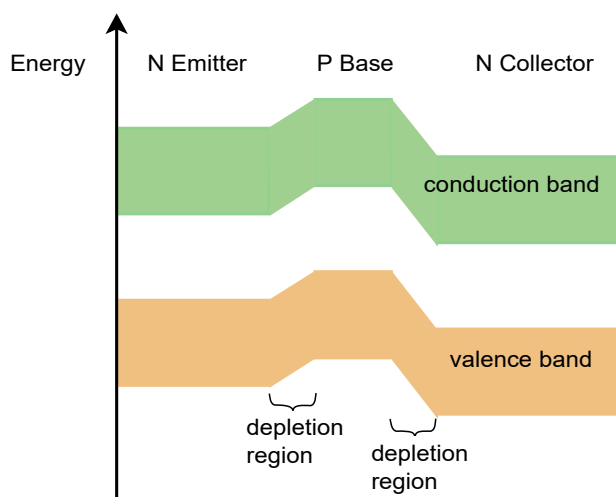 Energy
N Emitter
P Base
N Collector
conduction band
valence band
depletion
region
depletion
region